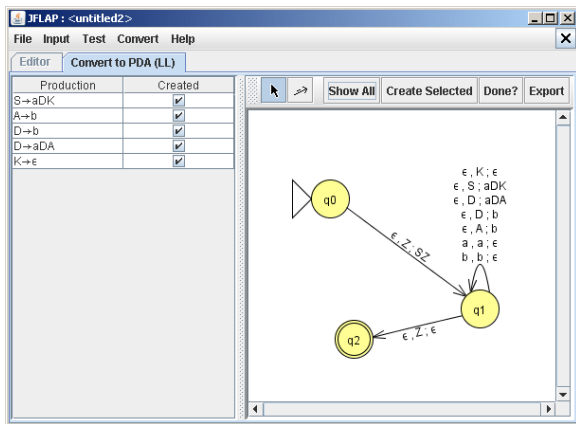 JFLAP : <untitled2>
File Input Test Convert Help
Editor Convert to PDA (LL)
Production Created
S→aDK
A→b
D→b
D→aDA
K→ϵ
Show All Create Selected Done? Export
ϵ , K ; ϵ
ϵ , S ; aDK
ϵ , D ; aDA
ϵ , D ; b
ϵ , A ; b
a , a ; ϵ
b , b ; ϵ
q0
ϵ , Z ; SZ
q1
ϵ , Z ; ϵ
q2